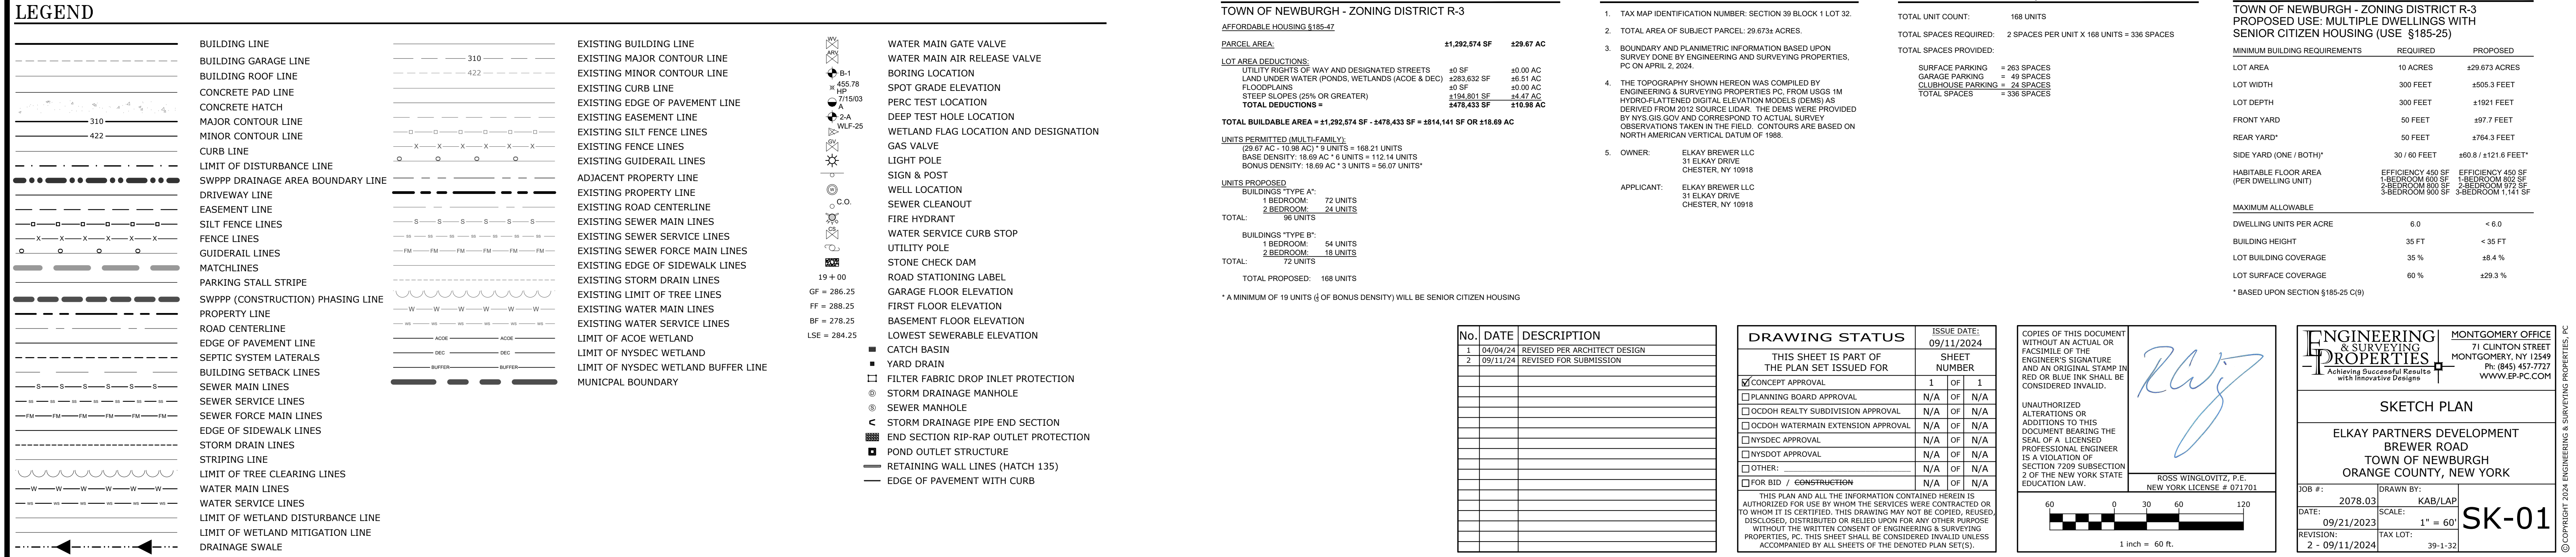 LEGEND
BUILDING LINE
BUILDING GARAGE LINE
BUILDING ROOF LINE
CONCRETE PAD LINE
CONCRETE HATCH
310 MAJOR CONTOUR LINE
422 MINOR CONTOUR LINE
CURB LINE
LIMIT OF DISTURBANCE LINE
SWPPP DRAINAGE AREA BOUNDARY LINE
DRIVEWAY LINE
EASEMENT LINE
SILT FENCE LINES
X X X X X FENCE LINES
GUIDERAIL LINES
MATCHLINES
PARKING STALL STRIPE
SWPPP (CONSTRUCTION) PHASING LINE
PROPERTY LINE
ROAD CENTERLINE
EDGE OF PAVEMENT LINE
SEPTIC SYSTEM LATERALS
BUILDING SETBACK LINES
S S S S S SEWER MAIN LINES
SS SS SS SS SS SEWER SERVICE LINES
FM FM FM FM FM SEWER FORCE MAIN LINES
EDGE OF SIDEWALK LINES
STORM DRAIN LINES
STRIPING LINE
LIMIT OF TREE CLEARING LINES
W W W W W WATER MAIN LINES
WS WS WS WS WS WATER SERVICE LINES
LIMIT OF WETLAND DISTURBANCE LINE
LIMIT OF WETLAND MITIGATION LINE
DRAINAGE SWALE
EXISTING BUILDING LINE
310 EXISTING MAJOR CONTOUR LINE
422 EXISTING MINOR CONTOUR LINE
EXISTING CURB LINE
EXISTING EDGE OF PAVEMENT LINE
EXISTING EASEMENT LINE
EXISTING SILT FENCE LINES
X X X X X EXISTING FENCE LINES
EXISTING GUIDERAIL LINES
ADJACENT PROPERTY LINE
EXISTING PROPERTY LINE
EXISTING ROAD CENTERLINE
S S S S S EXISTING SEWER MAIN LINES
SS SS SS SS SS EXISTING SEWER SERVICE LINES
FM FM FM FM FM EXISTING SEWER FORCE MAIN LINES
EXISTING EDGE OF SIDEWALK LINES
EXISTING STORM DRAIN LINES
EXISTING LIMIT OF TREE LINES
W W W W W EXISTING WATER MAIN LINES
WS WS WS WS WS EXISTING WATER SERVICE LINES
ACOE ACOE LIMIT OF ACOE WETLAND
DEC DEC LIMIT OF NYSDEC WETLAND
BUFFER BUFFER LIMIT OF NYSDEC WETLAND BUFFER LINE
MUNICPAL BOUNDARY
WV WATER MAIN GATE VALVE
ARV WATER MAIN AIR RELEASE VALVE
B-1 BORING LOCATION
455.78 HP SPOT GRADE ELEVATION
7/15/03 A PERC TEST LOCATION
2-A DEEP TEST HOLE LOCATION
WLF-25 WETLAND FLAG LOCATION AND DESIGNATION
GV GAS VALVE
LIGHT POLE
SIGN & POST
W WELL LOCATION
C.O. SEWER CLEANOUT
FIRE HYDRANT
CS WATER SERVICE CURB STOP
UTILITY POLE
STONE CHECK DAM
19+00 ROAD STATIONING LABEL
GF = 286.25 GARAGE FLOOR ELEVATION
FF = 288.25 FIRST FLOOR ELEVATION
BF = 278.25 BASEMENT FLOOR ELEVATION
LSE = 284.25 LOWEST SEWERABLE ELEVATION
CATCH BASIN
YARD DRAIN
FILTER FABRIC DROP INLET PROTECTION
D STORM DRAINAGE MANHOLE
S SEWER MANHOLE
STORM DRAINAGE PIPE END SECTION
END SECTION RIP-RAP OUTLET PROTECTION
POND OUTLET STRUCTURE
RETAINING WALL LINES (HATCH 135)
EDGE OF PAVEMENT WITH CURB
TOWN OF NEWBURGH - ZONING DISTRICT R-3
AFFORDABLE HOUSING §185-47
PARCEL AREA: ±1,292,574 SF ±29.67 AC
LOT AREA DEDUCTIONS:
UTILITY RIGHTS OF WAY AND DESIGNATED STREETS ±0 SF ±0.00 AC
LAND UNDER WATER (PONDS, WETLANDS (ACOE & DEC) ±283,632 SF ±6.51 AC
FLOODPLAINS ±0 SF ±0.00 AC
STEEP SLOPES (25% OR GREATER) ±194,801 SF ±4.47 AC
TOTAL DEDUCTIONS = ±478,433 SF ±10.98 AC
TOTAL BUILDABLE AREA = ±1,292,574 SF - ±478,433 SF = ±814,141 SF OR ±18.69 AC
UNITS PERMITTED (MULTI-FAMILY):
(29.67 AC - 10.98 AC) * 9 UNITS = 168.21 UNITS
BASE DENSITY: 18.69 AC * 6 UNITS = 112.14 UNITS
BONUS DENSITY: 18.69 AC * 3 UNITS = 56.07 UNITS*
UNITS PROPOSED
BUILDINGS "TYPE A":
1 BEDROOM: 72 UNITS
2 BEDROOM: 24 UNITS
TOTAL: 96 UNITS
BUILDINGS "TYPE B":
1 BEDROOM: 54 UNITS
2 BEDROOM: 18 UNITS
TOTAL: 72 UNITS
TOTAL PROPOSED: 168 UNITS
* A MINIMUM OF 19 UNITS (⅓ OF BONUS DENSITY) WILL BE SENIOR CITIZEN HOUSING
1. TAX MAP IDENTIFICATION NUMBER: SECTION 39 BLOCK 1 LOT 32.
2. TOTAL AREA OF SUBJECT PARCEL: 29.673± ACRES.
3. BOUNDARY AND PLANIMETRIC INFORMATION BASED UPON
SURVEY DONE BY ENGINEERING AND SURVEYING PROPERTIES,
PC ON APRIL 2, 2024.
4. THE TOPOGRAPHY SHOWN HEREON WAS COMPILED BY
ENGINEERING & SURVEYING PROPERTIES PC, FROM USGS 1M
HYDRO-FLATTENED DIGITAL ELEVATION MODELS (DEMS) AS
DERIVED FROM 2012 SOURCE LIDAR. THE DEMS WERE PROVIDED
BY NYS.GIS.GOV AND CORRESPOND TO ACTUAL SURVEY
OBSERVATIONS TAKEN IN THE FIELD. CONTOURS ARE BASED ON
NORTH AMERICAN VERTICAL DATUM OF 1988.
5. OWNER: ELKAY BREWER LLC
31 ELKAY DRIVE
CHESTER, NY 10918
APPLICANT: ELKAY BREWER LLC
31 ELKAY DRIVE
CHESTER, NY 10918
TOTAL UNIT COUNT: 168 UNITS
TOTAL SPACES REQUIRED: 2 SPACES PER UNIT X 168 UNITS = 336 SPACES
TOTAL SPACES PROVIDED:
SURFACE PARKING = 263 SPACES
GARAGE PARKING = 49 SPACES
CLUBHOUSE PARKING = 24 SPACES
TOTAL SPACES = 336 SPACES
TOWN OF NEWBURGH - ZONING DISTRICT R-3
PROPOSED USE: MULTIPLE DWELLINGS WITH
SENIOR CITIZEN HOUSING (USE §185-25)
MINIMUM BUILDING REQUIREMENTS REQUIRED PROPOSED
LOT AREA 10 ACRES ±29.673 ACRES
LOT WIDTH 300 FEET ±505.3 FEET
LOT DEPTH 300 FEET ±1921 FEET
FRONT YARD 50 FEET ±97.7 FEET
REAR YARD* 50 FEET ±764.3 FEET
SIDE YARD (ONE / BOTH)* 30 / 60 FEET ±60.8 / ±121.6 FEET*
HABITABLE FLOOR AREA EFFICIENCY 450 SF EFFICIENCY 450 SF
(PER DWELLING UNIT) 1-BEDROOM 600 SF 1-BEDROOM 802 SF
2-BEDROOM 800 SF 2-BEDROOM 972 SF
3-BEDROOM 900 SF 3-BEDROOM 1,141 SF
MAXIMUM ALLOWABLE
DWELLING UNITS PER ACRE 6.0 < 6.0
BUILDING HEIGHT 35 FT < 35 FT
LOT BUILDING COVERAGE 35 % ±8.4 %
LOT SURFACE COVERAGE 60 % ±29.3 %
* BASED UPON SECTION §185-25 C(9)
No. DATE DESCRIPTION
1 04/04/24 REVISED PER ARCHITECT DESIGN
2 09/11/24 REVISED FOR SUBMISSION
DRAWING STATUS
ISSUE DATE:
09/11/2024
THIS SHEET IS PART OF
THE PLAN SET ISSUED FOR
SHEET
NUMBER
CONCEPT APPROVAL 1 OF 1
PLANNING BOARD APPROVAL N/A OF N/A
OCDOH REALTY SUBDIVISION APPROVAL N/A OF N/A
OCDOH WATERMAIN EXTENSION APPROVAL N/A OF N/A
NYSDEC APPROVAL N/A OF N/A
NYSDOT APPROVAL N/A OF N/A
OTHER: N/A OF N/A
FOR BID / CONSTRUCTION N/A OF N/A
THIS PLAN AND ALL THE INFORMATION CONTAINED HEREIN IS
AUTHORIZED FOR USE BY WHOM THE SERVICES WERE CONTRACTED OR
TO WHOM IT IS CERTIFIED. THIS DRAWING MAY NOT BE COPIED, REUSED,
DISCLOSED, DISTRIBUTED OR RELIED UPON FOR ANY OTHER PURPOSE
WITHOUT THE WRITTEN CONSENT OF ENGINEERING & SURVEYING
PROPERTIES, PC. THIS SHEET SHALL BE CONSIDERED INVALID UNLESS
ACCOMPANIED BY ALL SHEETS OF THE DENOTED PLAN SET(S).
COPIES OF THIS DOCUMENT
WITHOUT AN ACTUAL OR
FACSIMILE OF THE
ENGINEER'S SIGNATURE
AND AN ORIGINAL STAMP IN
RED OR BLUE INK SHALL BE
CONSIDERED INVALID.
UNAUTHORIZED
ALTERATIONS OR
ADDITIONS TO THIS
DOCUMENT BEARING THE
SEAL OF A LICENSED
PROFESSIONAL ENGINEER
IS A VIOLATION OF
SECTION 7209 SUBSECTION
2 OF THE NEW YORK STATE
EDUCATION LAW.
ROSS WINGLOVITZ, P.E.
NEW YORK LICENSE # 071701
60 0 60 120
1 inch = 60 ft.
ENGINEERING
& SURVEYING
PROPERTIES
Achieving Successful Results
with Innovative Designs
MONTGOMERY OFFICE
71 CLINTON STREET
MONTGOMERY, NY 12549
Ph: (845) 457-7727
WWW.EP-PC.COM
SKETCH PLAN
ELKAY PARTNERS DEVELOPMENT
BREWER ROAD
TOWN OF NEWBURGH
ORANGE COUNTY, NEW YORK
JOB #: 2078.03
DRAWN BY: KAB/LAP
DATE: 09/21/2023
SCALE: 1" = 60'
REVISION: 2 - 09/11/2024
TAX LOT: 39-1-32
SK-01
© COPYRIGHT 2024 ENGINEERING & SURVEYING PROPERTIES, PC